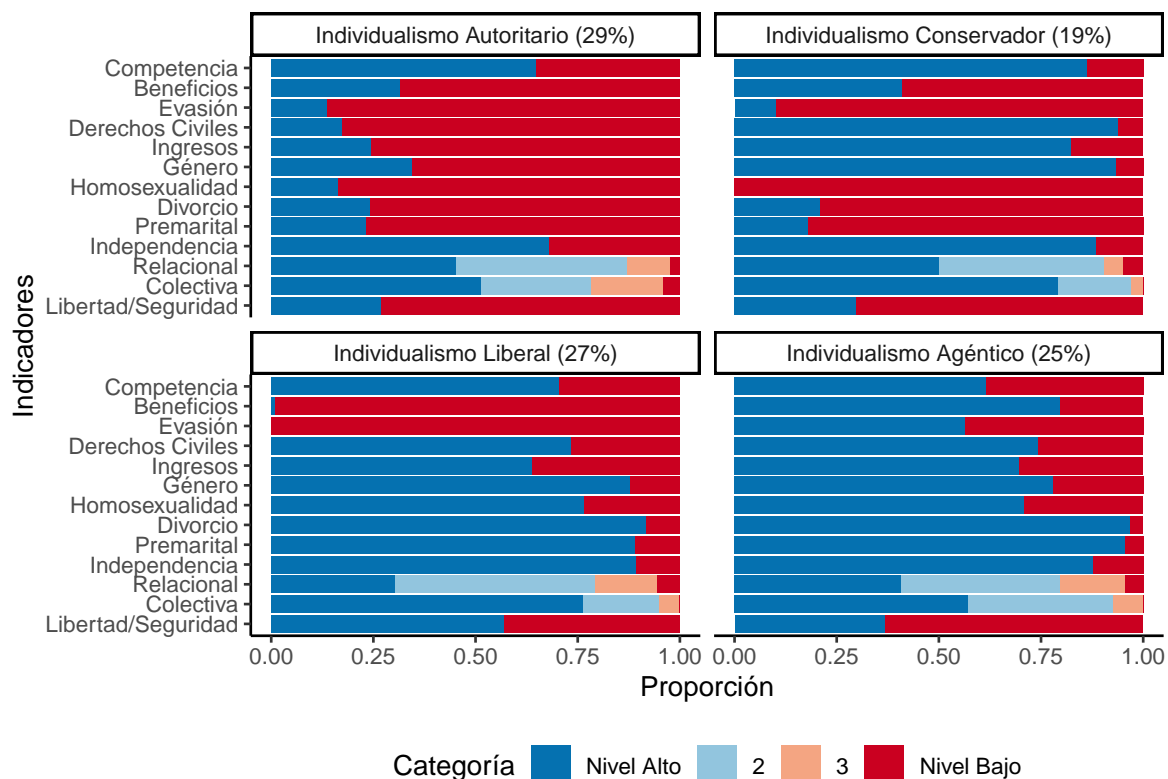 Individualismo Autoritario (29%)
Individualismo Conservador (19%)
Competencia
Beneficios
Evasión
Derechos Civiles
Ingresos
Género
Homosexualidad
Divorcio
Premarital
Independencia
Relacional
Colectiva
Libertad/Seguridad
Indicadores
Individualismo Liberal (27%)
Individualismo Agéntico (25%)
Competencia
Beneficios
Evasión
Derechos Civiles
Ingresos
Género
Homosexualidad
Divorcio
Premarital
Independencia
Relacional
Colectiva
Libertad/Seguridad
0.00 0.25 0.50 0.75 1.00 0.00 0.25 0.50 0.75 1.00
Proporción
Categoría Nivel Alto 2 3 Nivel Bajo